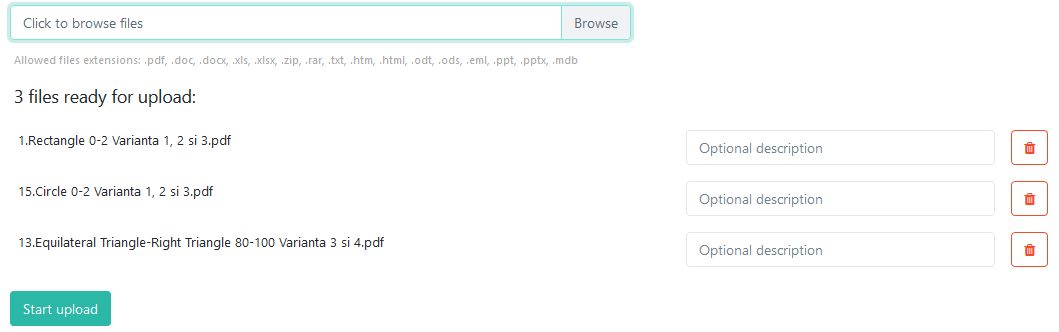 Click to browse files Browse
Allowed files extensions: .pdf, .doc, .docx, .xls, .xlsx, .zip, .rar, .txt, .htm, .html, .odt, .ods, .eml, .ppt, .pptx, .mdb
3 files ready for upload:
1.Rectangle 0-2 Varianta 1, 2 si 3.pdf Optional description
15.Circle 0-2 Varianta 1, 2 si 3.pdf Optional description
13.Equilateral Triangle-Right Triangle 80-100 Varianta 3 si 4.pdf Optional description
Start upload